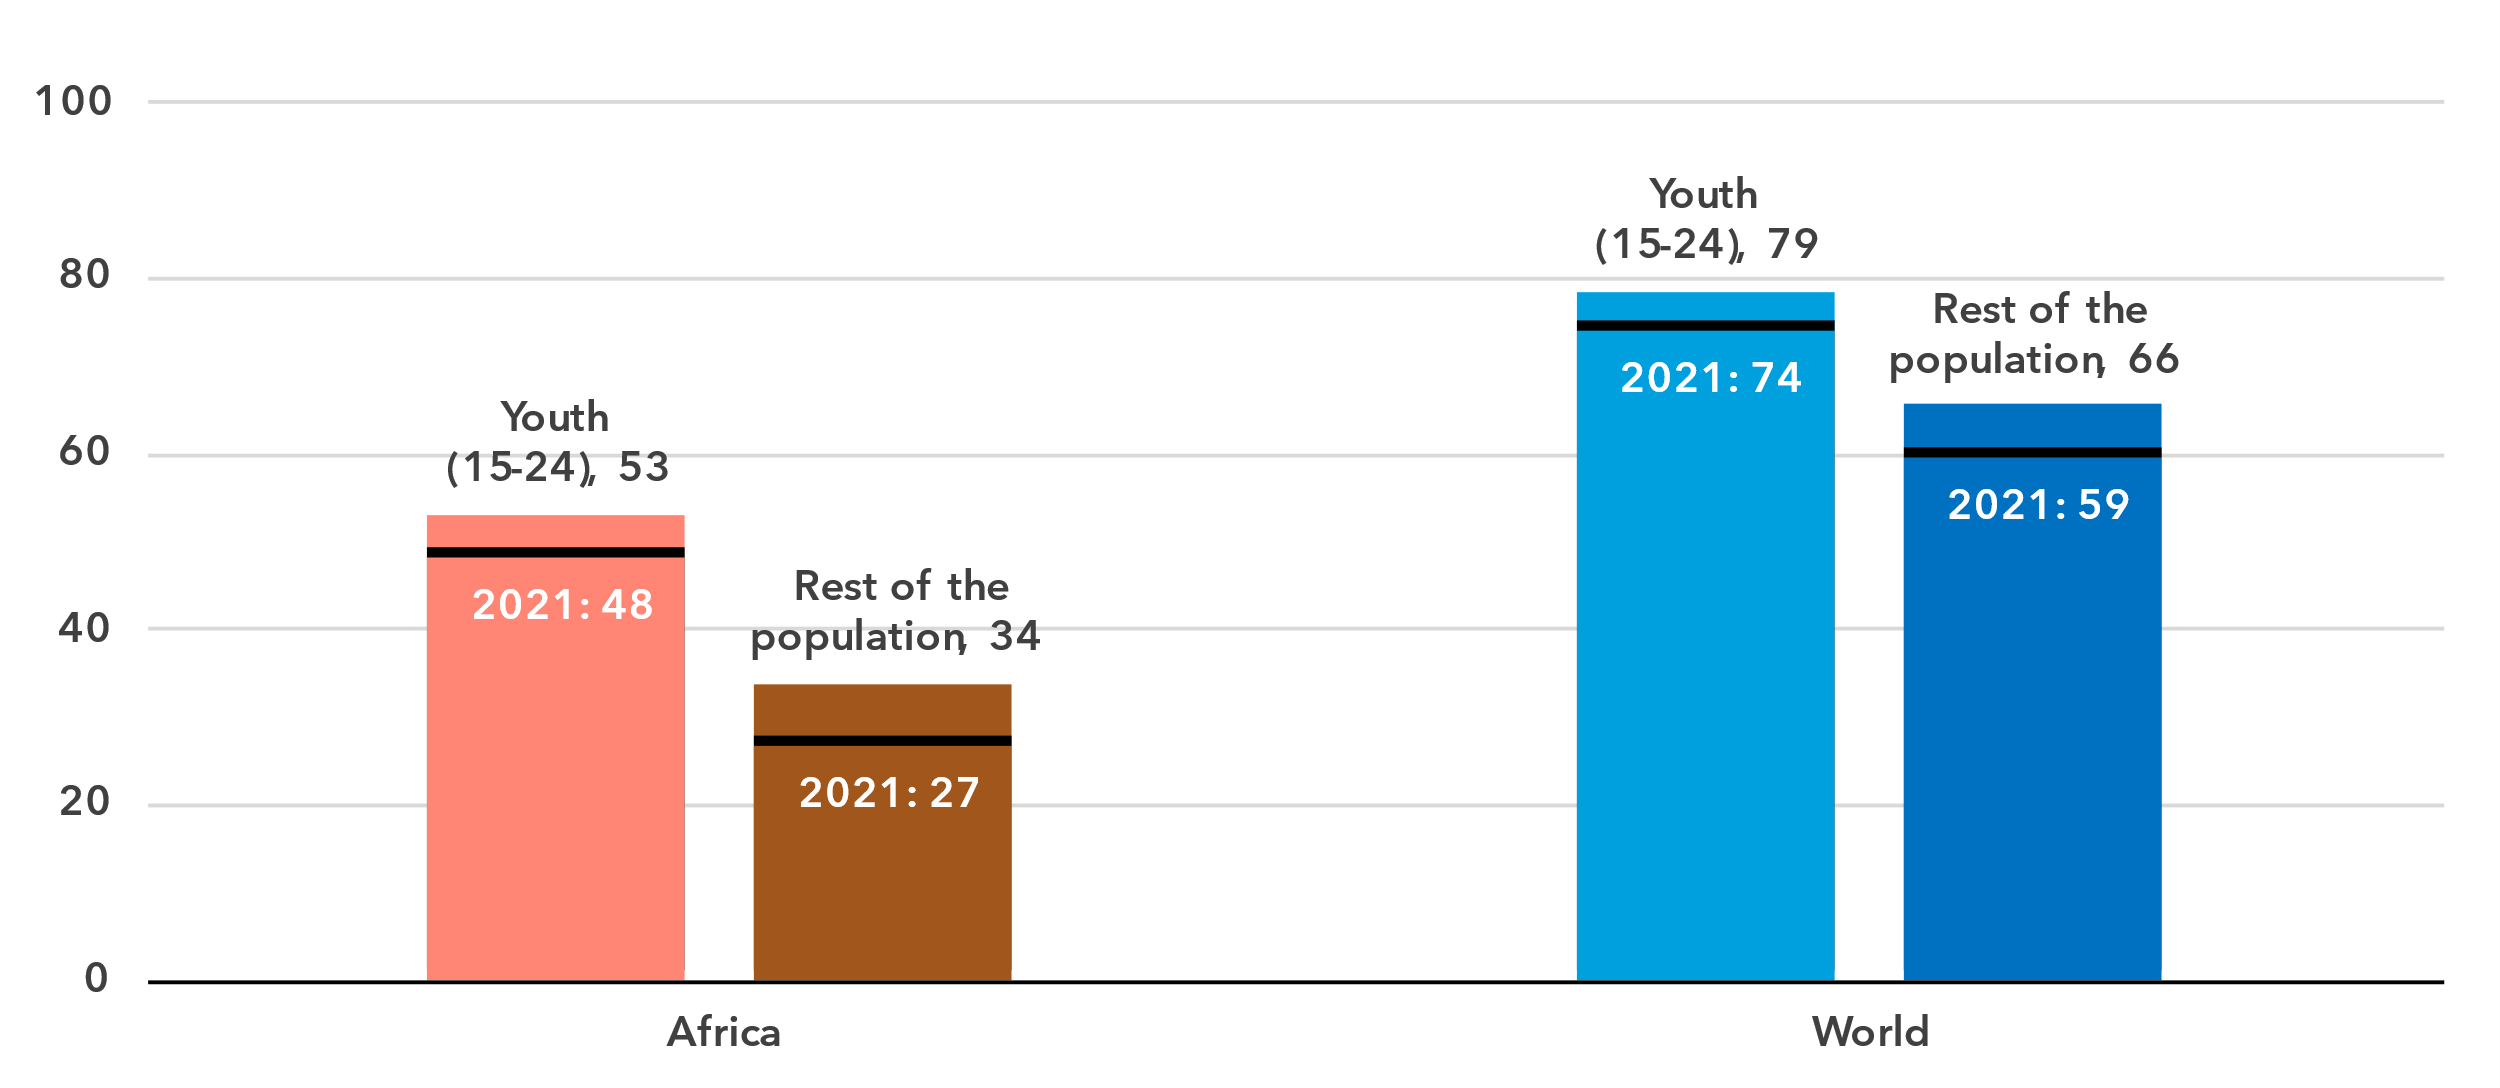 100
80
60
40
20
0
Youth
(15-24), 53
2021: 48
Rest of the
population, 34
2021: 27
Youth
(15-24), 79
2021: 74
Rest of the
population, 66
2021: 59
Africa
World